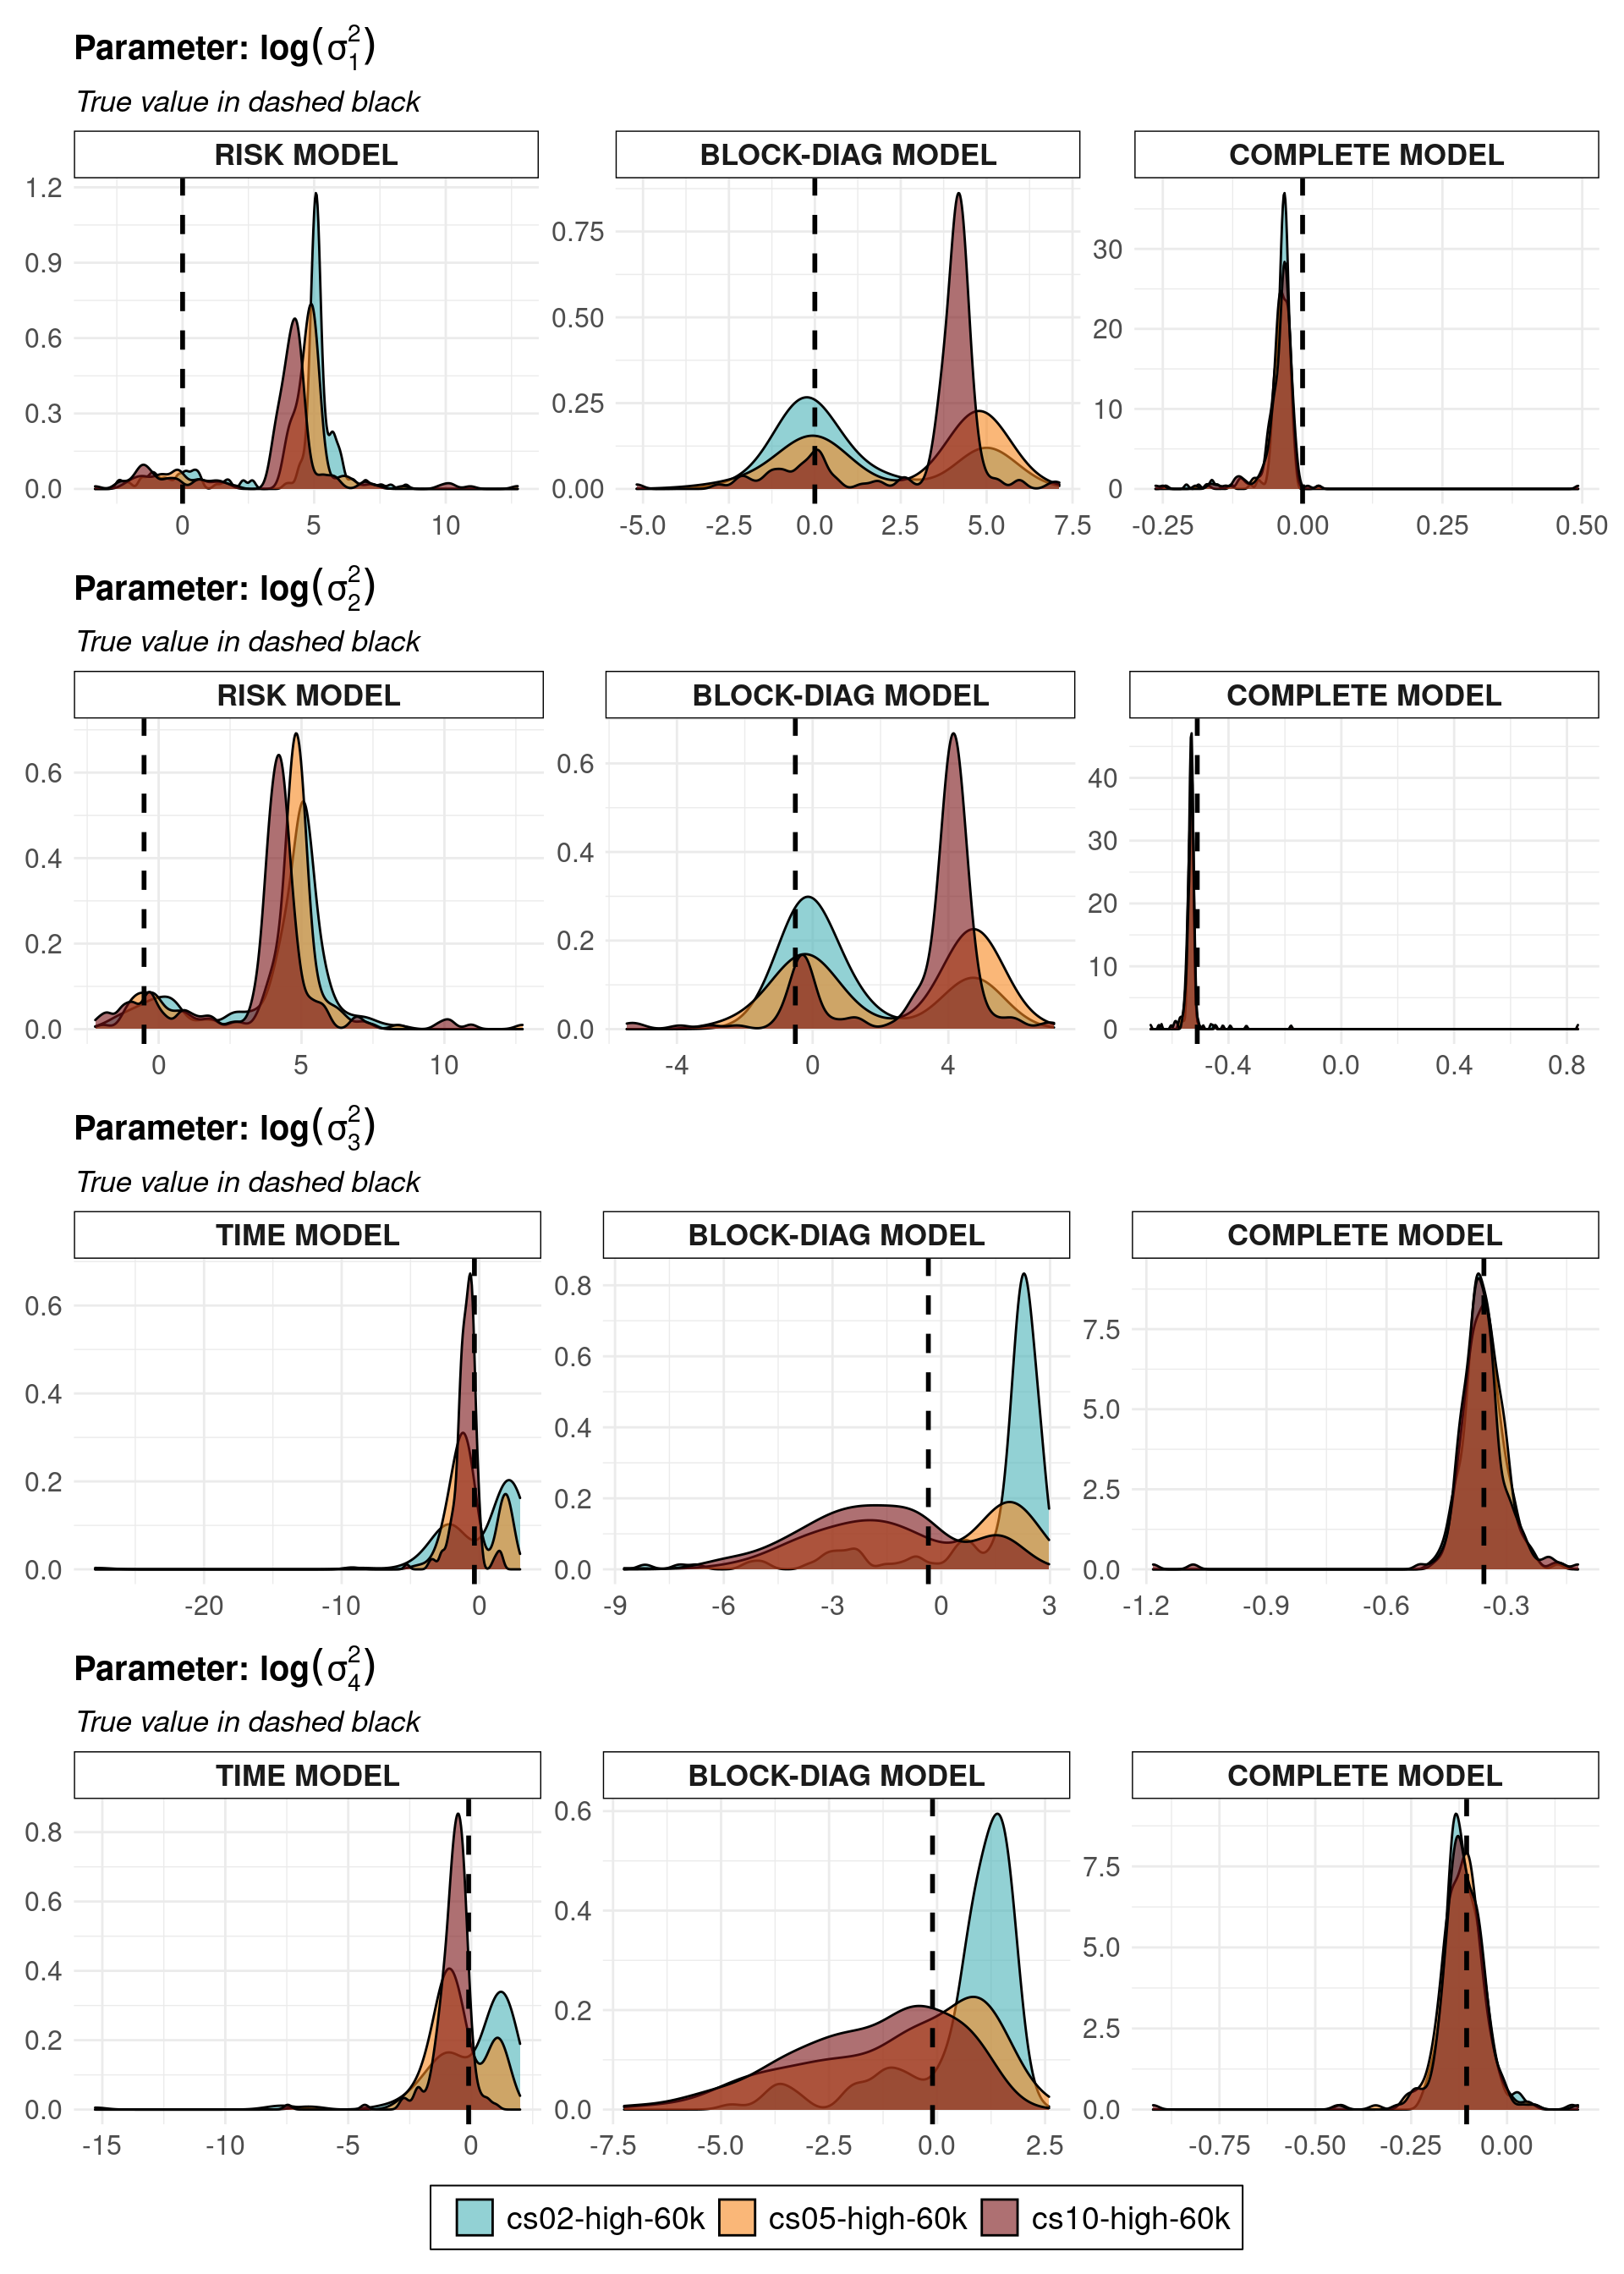 Parameter: log(σ₁²)
True value in dashed black
RISK MODEL BLOCK-DIAG MODEL COMPLETE MODEL
1.2
0.9
0.6
0.3
0.0
0 5 10
0.75
0.50
0.25
0.00
-5.0 -2.5 0.0 2.5 5.0 7.5
30
20
10
0
-0.25 0.00 0.25 0.50
Parameter: log(σ₂²)
True value in dashed black
RISK MODEL BLOCK-DIAG MODEL COMPLETE MODEL
0.6
0.4
0.2
0.0
0 5 10
0.6
0.4
0.2
0.0
-4 0 4
40
30
20
10
0
-0.4 0.0 0.4 0.8
Parameter: log(σ₃²)
True value in dashed black
TIME MODEL BLOCK-DIAG MODEL COMPLETE MODEL
0.6
0.4
0.2
0.0
-20 -10 0
0.8
0.6
0.4
0.2
0.0
-9 -6 -3 0 3
7.5
5.0
2.5
0.0
-1.2 -0.9 -0.6 -0.3
Parameter: log(σ₄²)
True value in dashed black
TIME MODEL BLOCK-DIAG MODEL COMPLETE MODEL
0.8
0.6
0.4
0.2
0.0
-15 -10 -5 0
0.6
0.4
0.2
0.0
-7.5 -5.0 -2.5 0.0 2.5
7.5
5.0
2.5
0.0
-0.75 -0.50 -0.25 0.00
cs02-high-60k cs05-high-60k cs10-high-60k